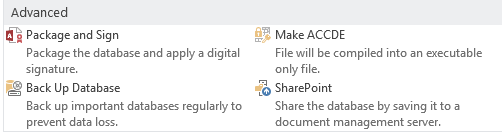 Advanced
Package and Sign
Package the database and apply a digital
signature.
Make ACCDE
File will be compiled into an executable
only file.
Back Up Database
Back up important databases regularly to
prevent data loss.
SharePoint
Share the database by saving it to a
document management server.